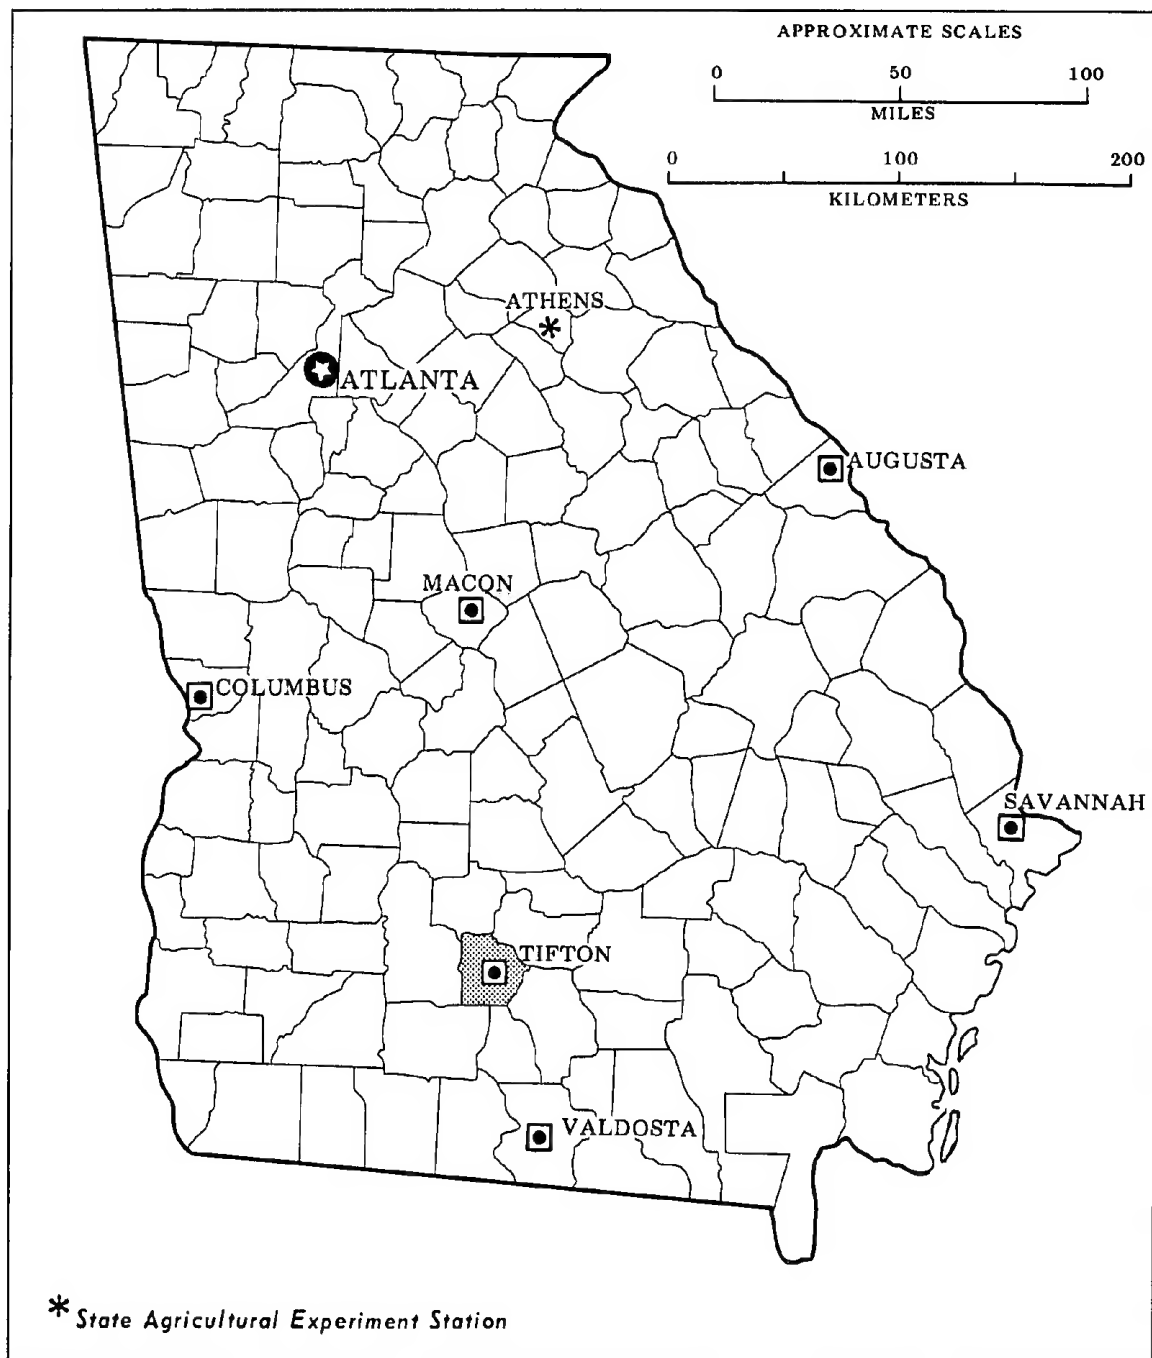 APPROXIMATE SCALES
0 50 100
MILES
0 100 200
KILOMETERS
ATHENS
*
ATLANTA
AUGUSTA
MACON
COLUMBUS
SAVANNAH
TIFTON
VALDOSTA
* State Agricultural Experiment Station